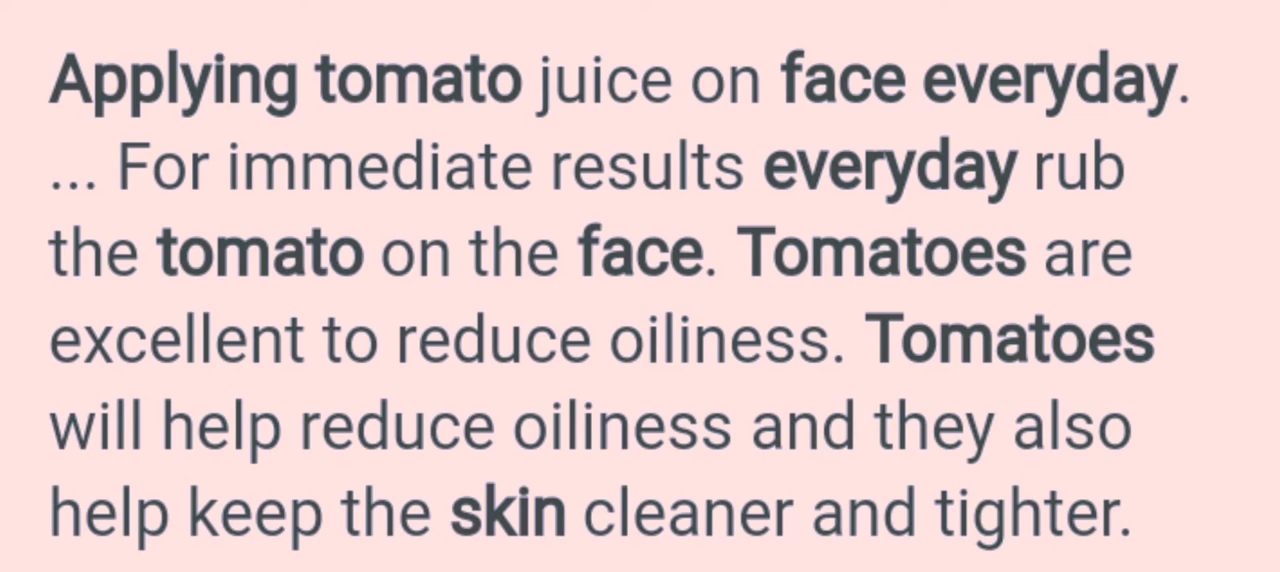 Applying tomato juice on face everyday.
... For immediate results everyday rub
the tomato on the face. Tomatoes are
excellent to reduce oiliness. Tomatoes
will help reduce oiliness and they also
help keep the skin cleaner and tighter.